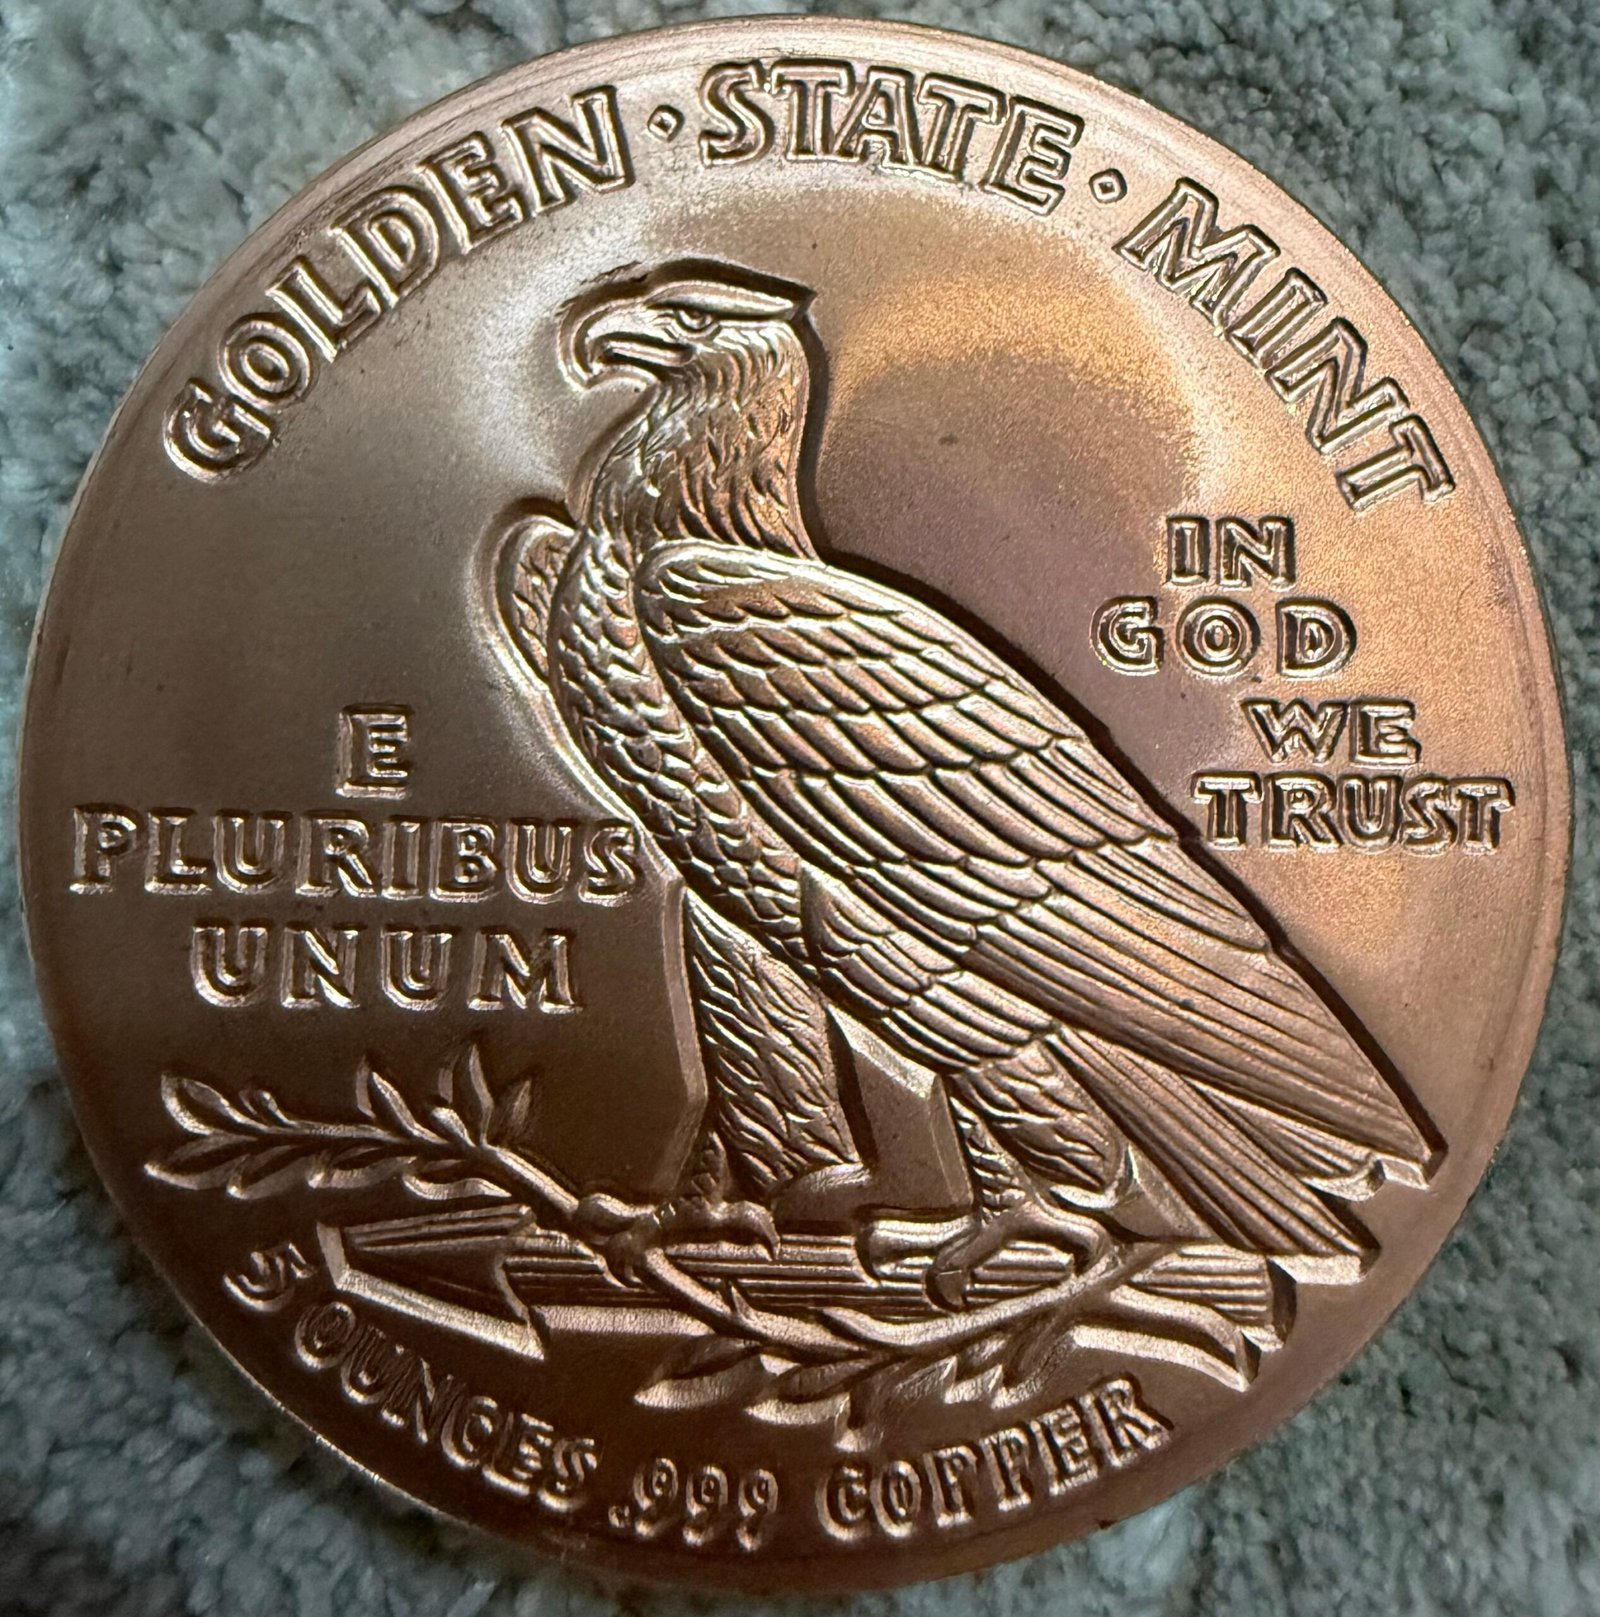 GOLDEN · STATE · MINT
IN
GOD
WE
TRUST
E
PLURIBUS
UNUM
5 OUNCES .999 COPPER